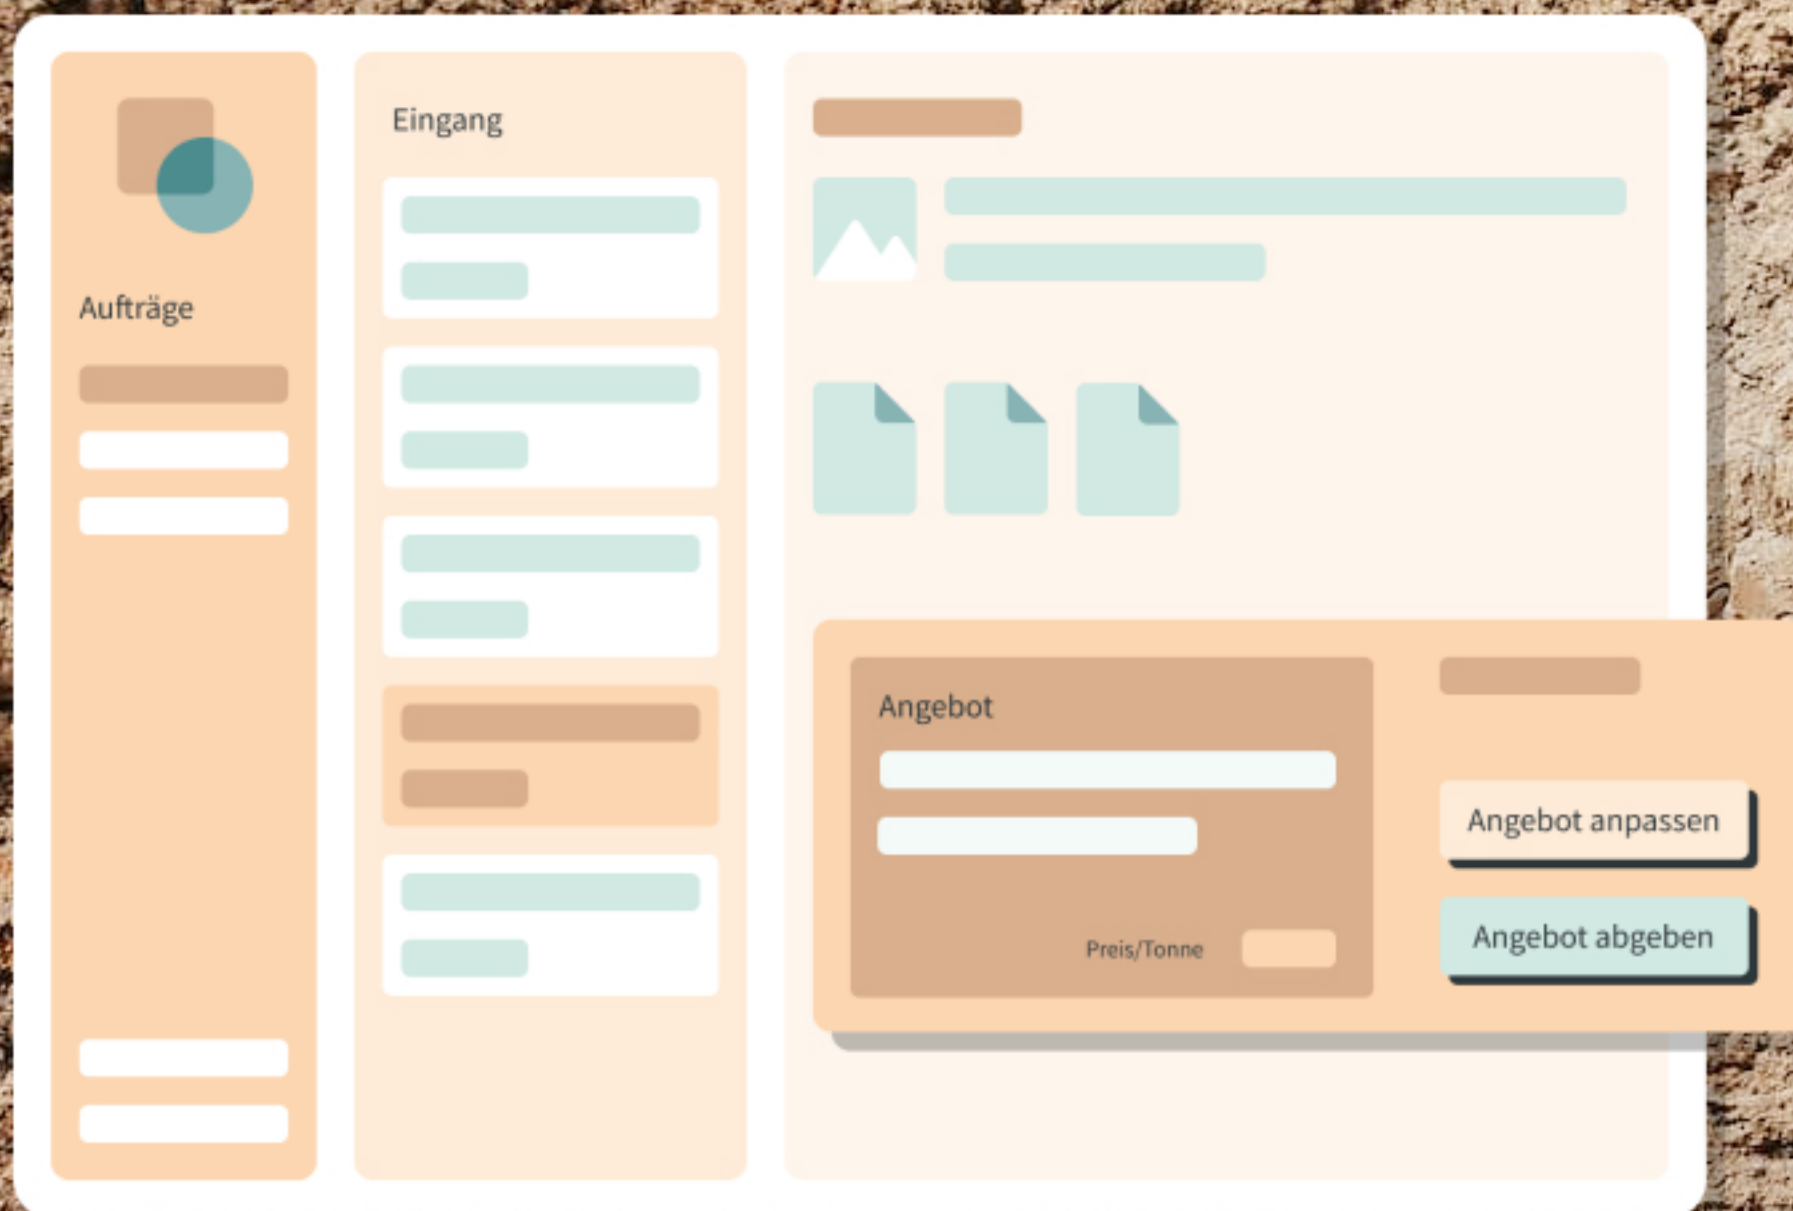 Aufträge
Eingang
Angebot
Preis/Tonne
Angebot anpassen
Angebot abgeben